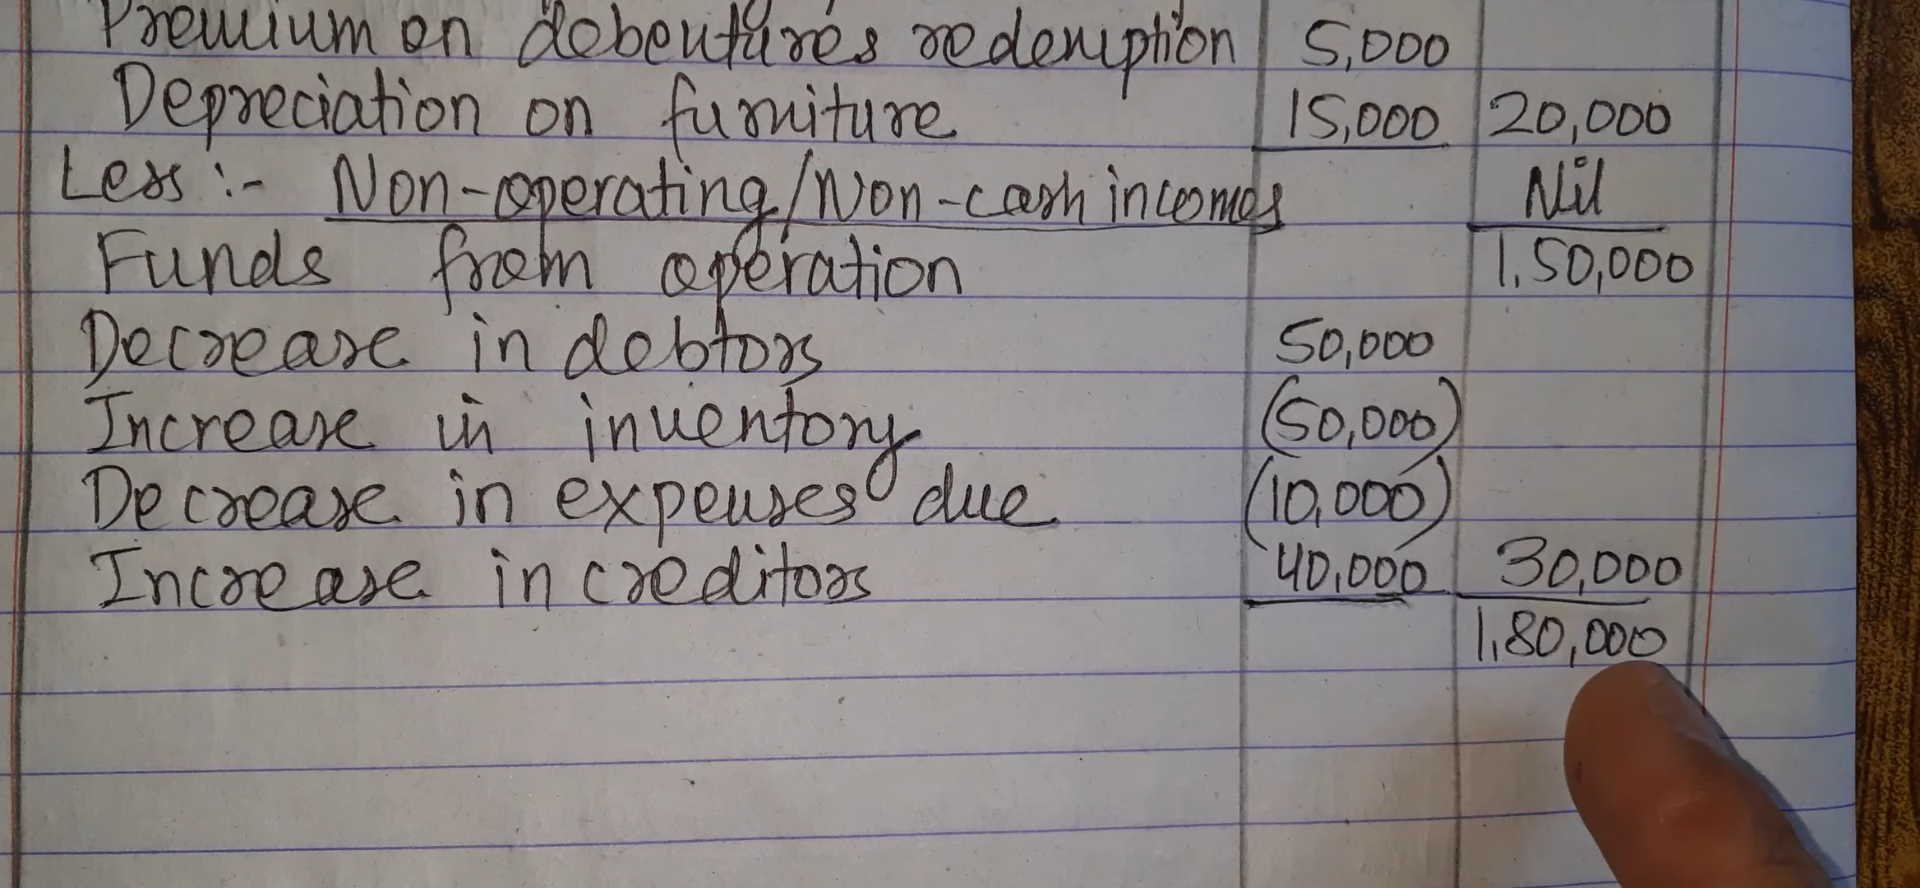 Premium on debentures redemption 5,000
Depreciation on furniture 15,000 20,000
Less :- Non-operating/Non-cash incomes Nil
Funds from operation 1,50,000
Decrease in debtors 50,000
Increase in inventory (50,000)
Decrease in expenses due (10,000)
Increase in creditors 40,000 30,000
1,80,000